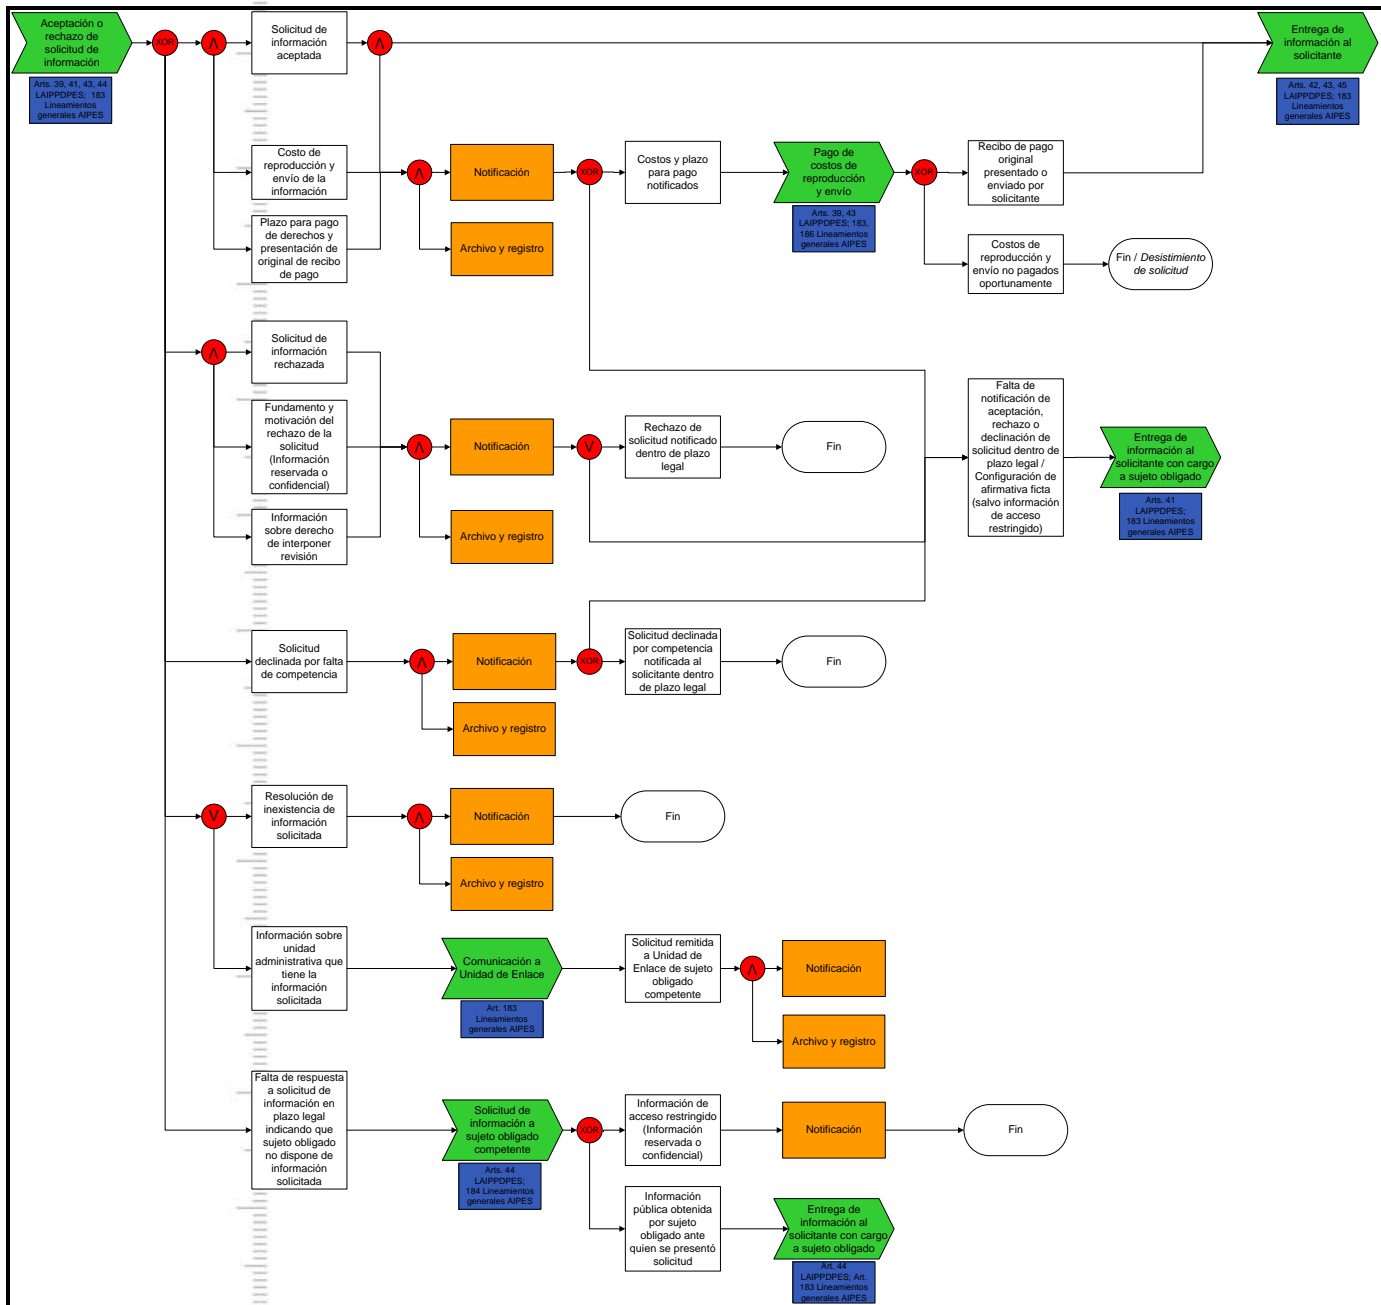 Aceptación o
rechazo de
solicitud de
información
Arts. 39, 41, 43, 44
LAIPPDPES; 183
Lineamientos
generales AIPES
XOR
Λ
Solicitud de
información
aceptada
Λ
Entrega de
información al
solicitante
Arts. 42, 43, 45
LAIPPDPES; 183
Lineamientos
generales AIPES
Costo de
reproducción y
envío de la
información
Λ
Notificación
XOR
Costos y plazo
para pago
notificados
Pago de
costos de
reproducción
y envío
Arts. 39, 43
LAIPPDPES; 183,
186 Lineamientos
generales AIPES
XOR
Recibo de pago
original
presentado o
enviado por
solicitante
Plazo para pago
de derechos y
presentación de
original de recibo
de pago
Archivo y registro
Costos de
reproducción y
envío no pagados
oportunamente
Fin / Desistimiento
de solicitud
Λ
Solicitud de
información
rechazada
Fundamento y
motivación del
rechazo de la
solicitud
(Información
reservada o
confidencial)
Λ
Notificación
V
Rechazo de
solicitud notificado
dentro de plazo
legal
Fin
Falta de
notificación de
aceptación,
rechazo o
declinación de
solicitud dentro de
plazo legal /
Configuración de
afirmativa ficta
(salvo información
de acceso
restringido)
Entrega de
información al
solicitante con cargo
a sujeto obligado
Arts. 41
LAIPPDPES;
183 Lineamientos
generales AIPES
Información
sobre derecho
de interponer
revisión
Archivo y registro
Solicitud
declinada por falta
de competencia
Λ
Notificación
XOR
Solicitud declinada
por competencia
notificada al
solicitante dentro
de plazo legal
Fin
Archivo y registro
V
Resolución de
inexistencia de
información
solicitada
Λ
Notificación
Fin
Archivo y registro
Información sobre
unidad
administrativa que
tiene la
información
solicitada
Comunicación a
Unidad de Enlace
Art. 183
Lineamientos
generales AIPES
Solicitud remitida
a Unidad de
Enlace de sujeto
obligado
competente
Λ
Notificación
Archivo y registro
Falta de respuesta
a solicitud de
información en
plazo legal
indicando que
sujeto obligado
no dispone de
información
solicitada
Solicitud de
información a
sujeto obligado
competente
Arts. 44
LAIPPDPES;
184 Lineamientos
generales AIPES
XOR
Información de
acceso restringido
(Información
reservada o
confidencial)
Notificación
Fin
Información
pública obtenida
por sujeto
obligado ante
quien se presentó
solicitud
Entrega de
información al
solicitante con cargo
a sujeto obligado
Art. 44
LAIPPDPES; Art.
183 Lineamientos
generales AIPES